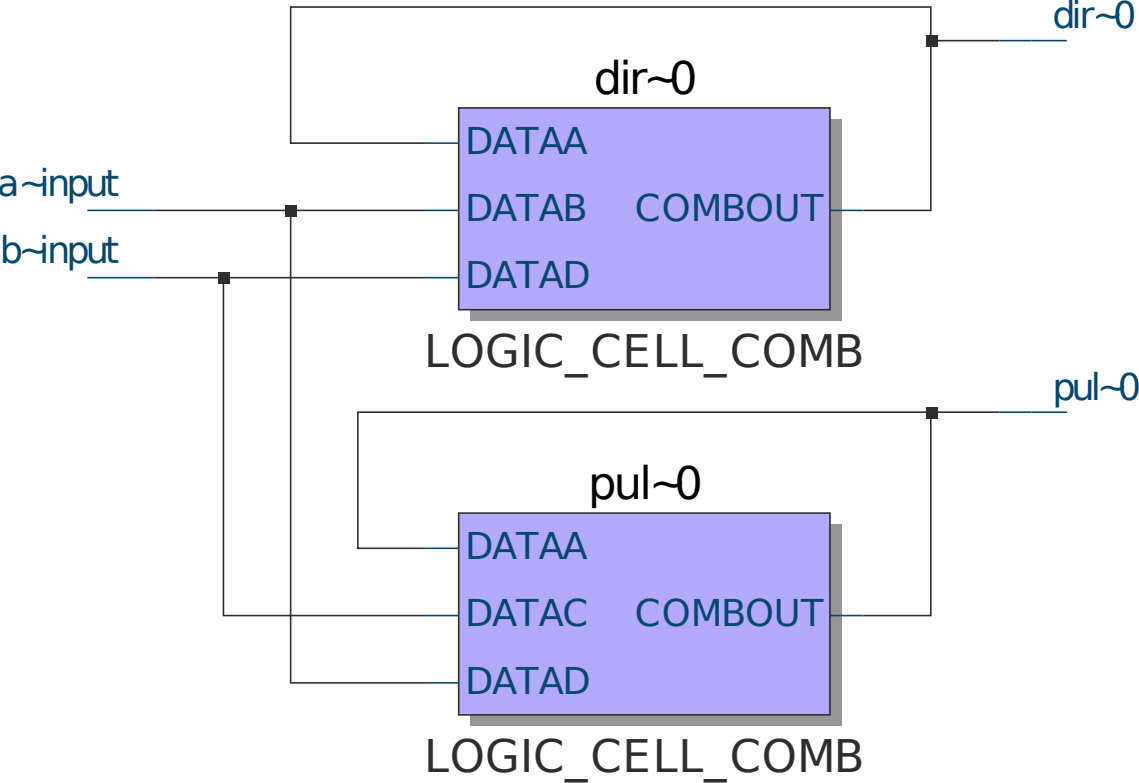 dir~0
dir~0
DATAA
a~input
DATAB COMBOUT
b~input
DATAD
LOGIC_CELL_COMB
pul~0
pul~0
DATAA
DATAC COMBOUT
DATAD
LOGIC_CELL_COMB